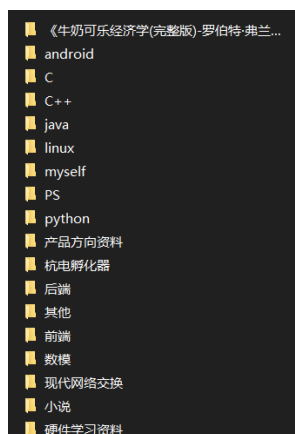 《牛奶可乐经济学(完整版)-罗伯特·弗兰...
android
C
C++
java
linux
myself
PS
python
产品方向资料
杭电孵化器
后端
其他
前端
数模
现代网络交换
小说
硬件学习资料